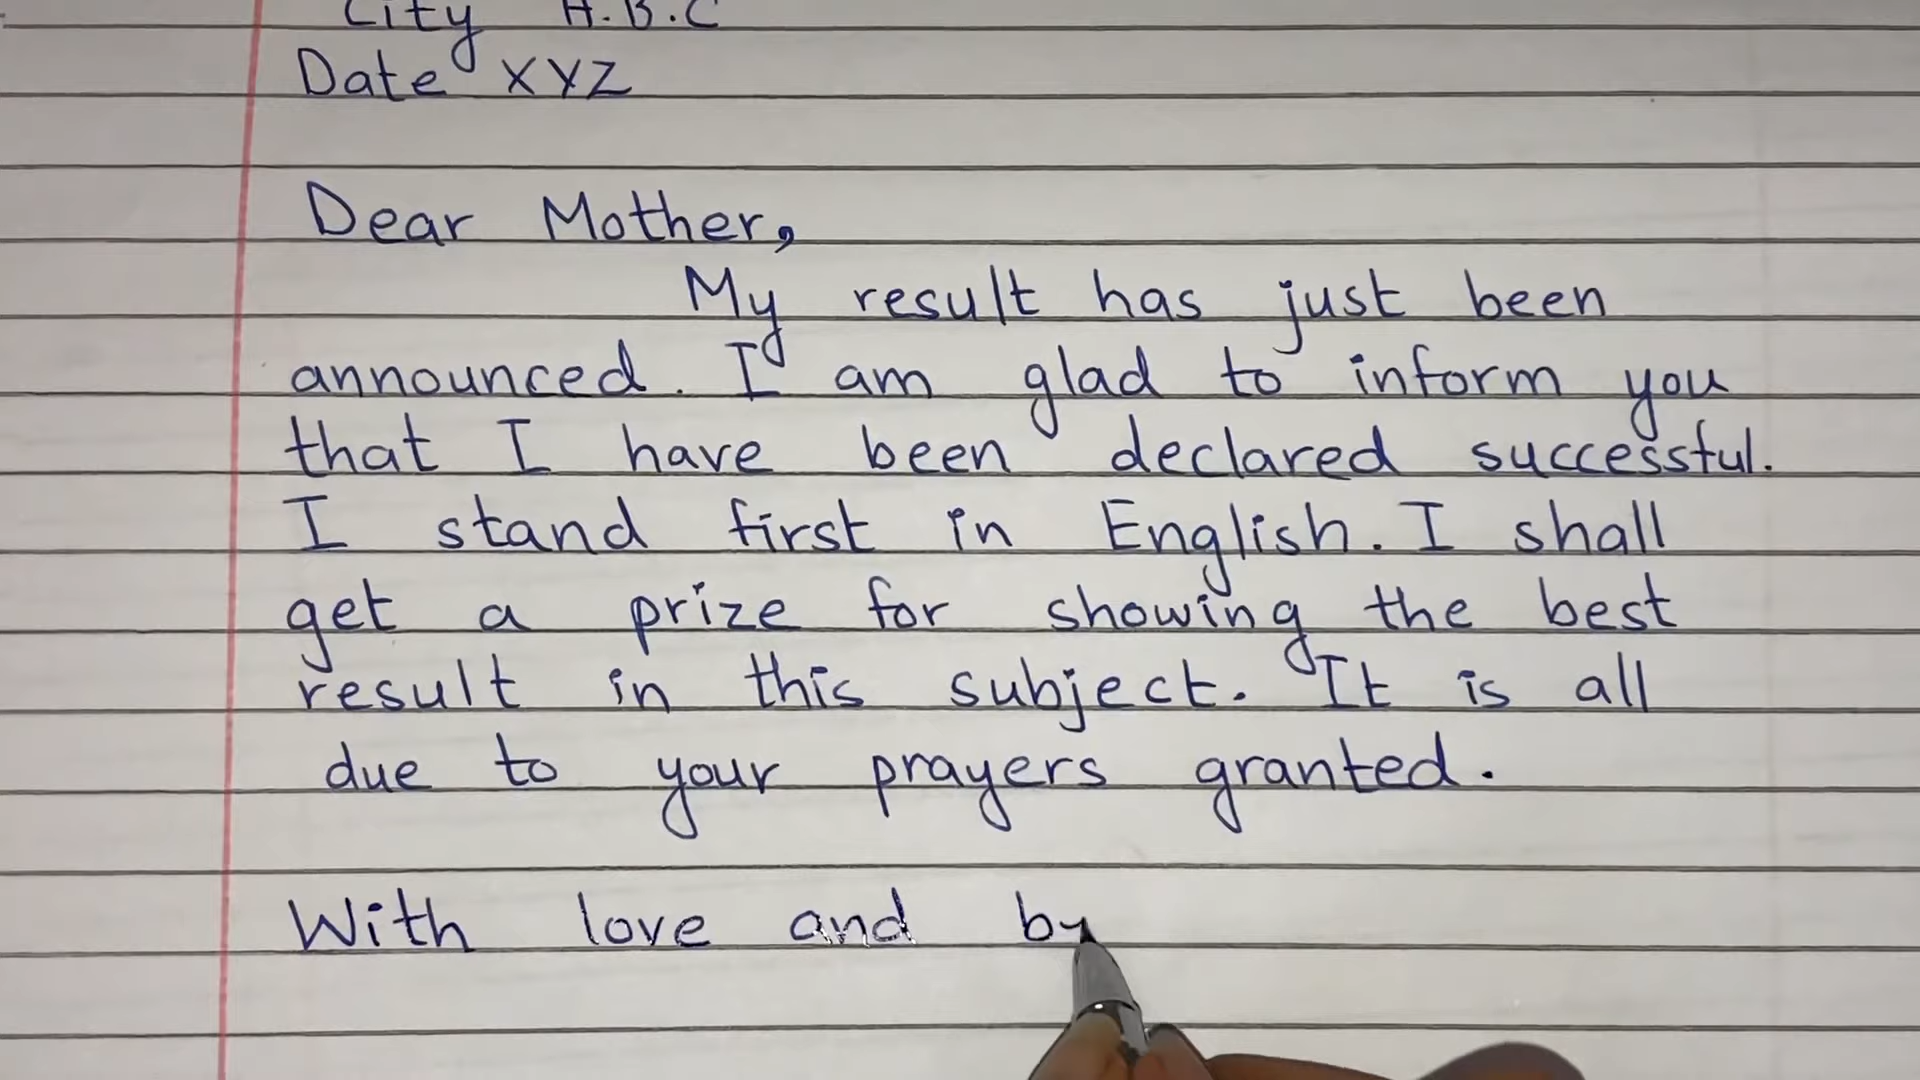 City A.B.C
Date XYZ
Dear Mother,
My result has just been
announced. I am glad to inform you
that I have been declared successful.
I stand first in English. I shall
get a prize for showing the best
result in this subject. It is all
due to your prayers granted.
With love and by